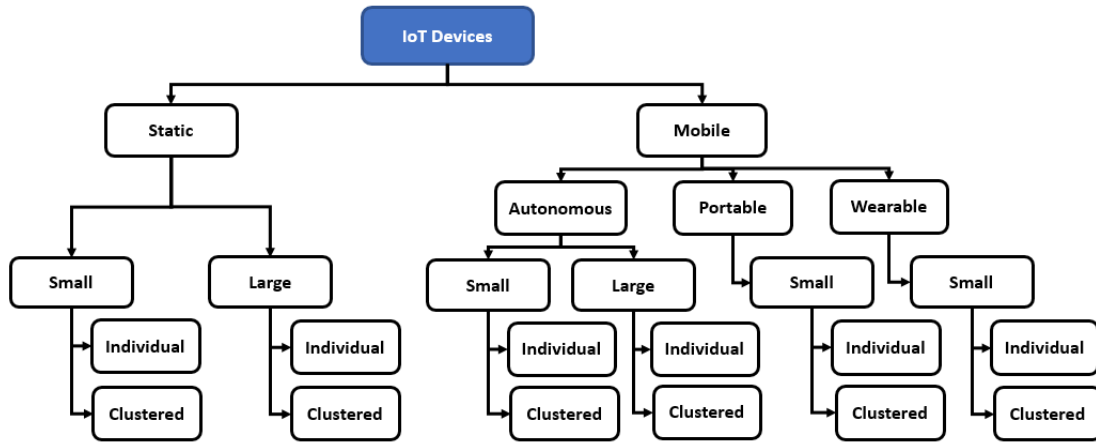 IoT Devices
Static
Mobile
Autonomous
Portable
Wearable
Small
Large
Small
Large
Small
Small
Individual
Individual
Individual
Individual
Individual
Individual
Clustered
Clustered
Clustered
Clustered
Clustered
Clustered